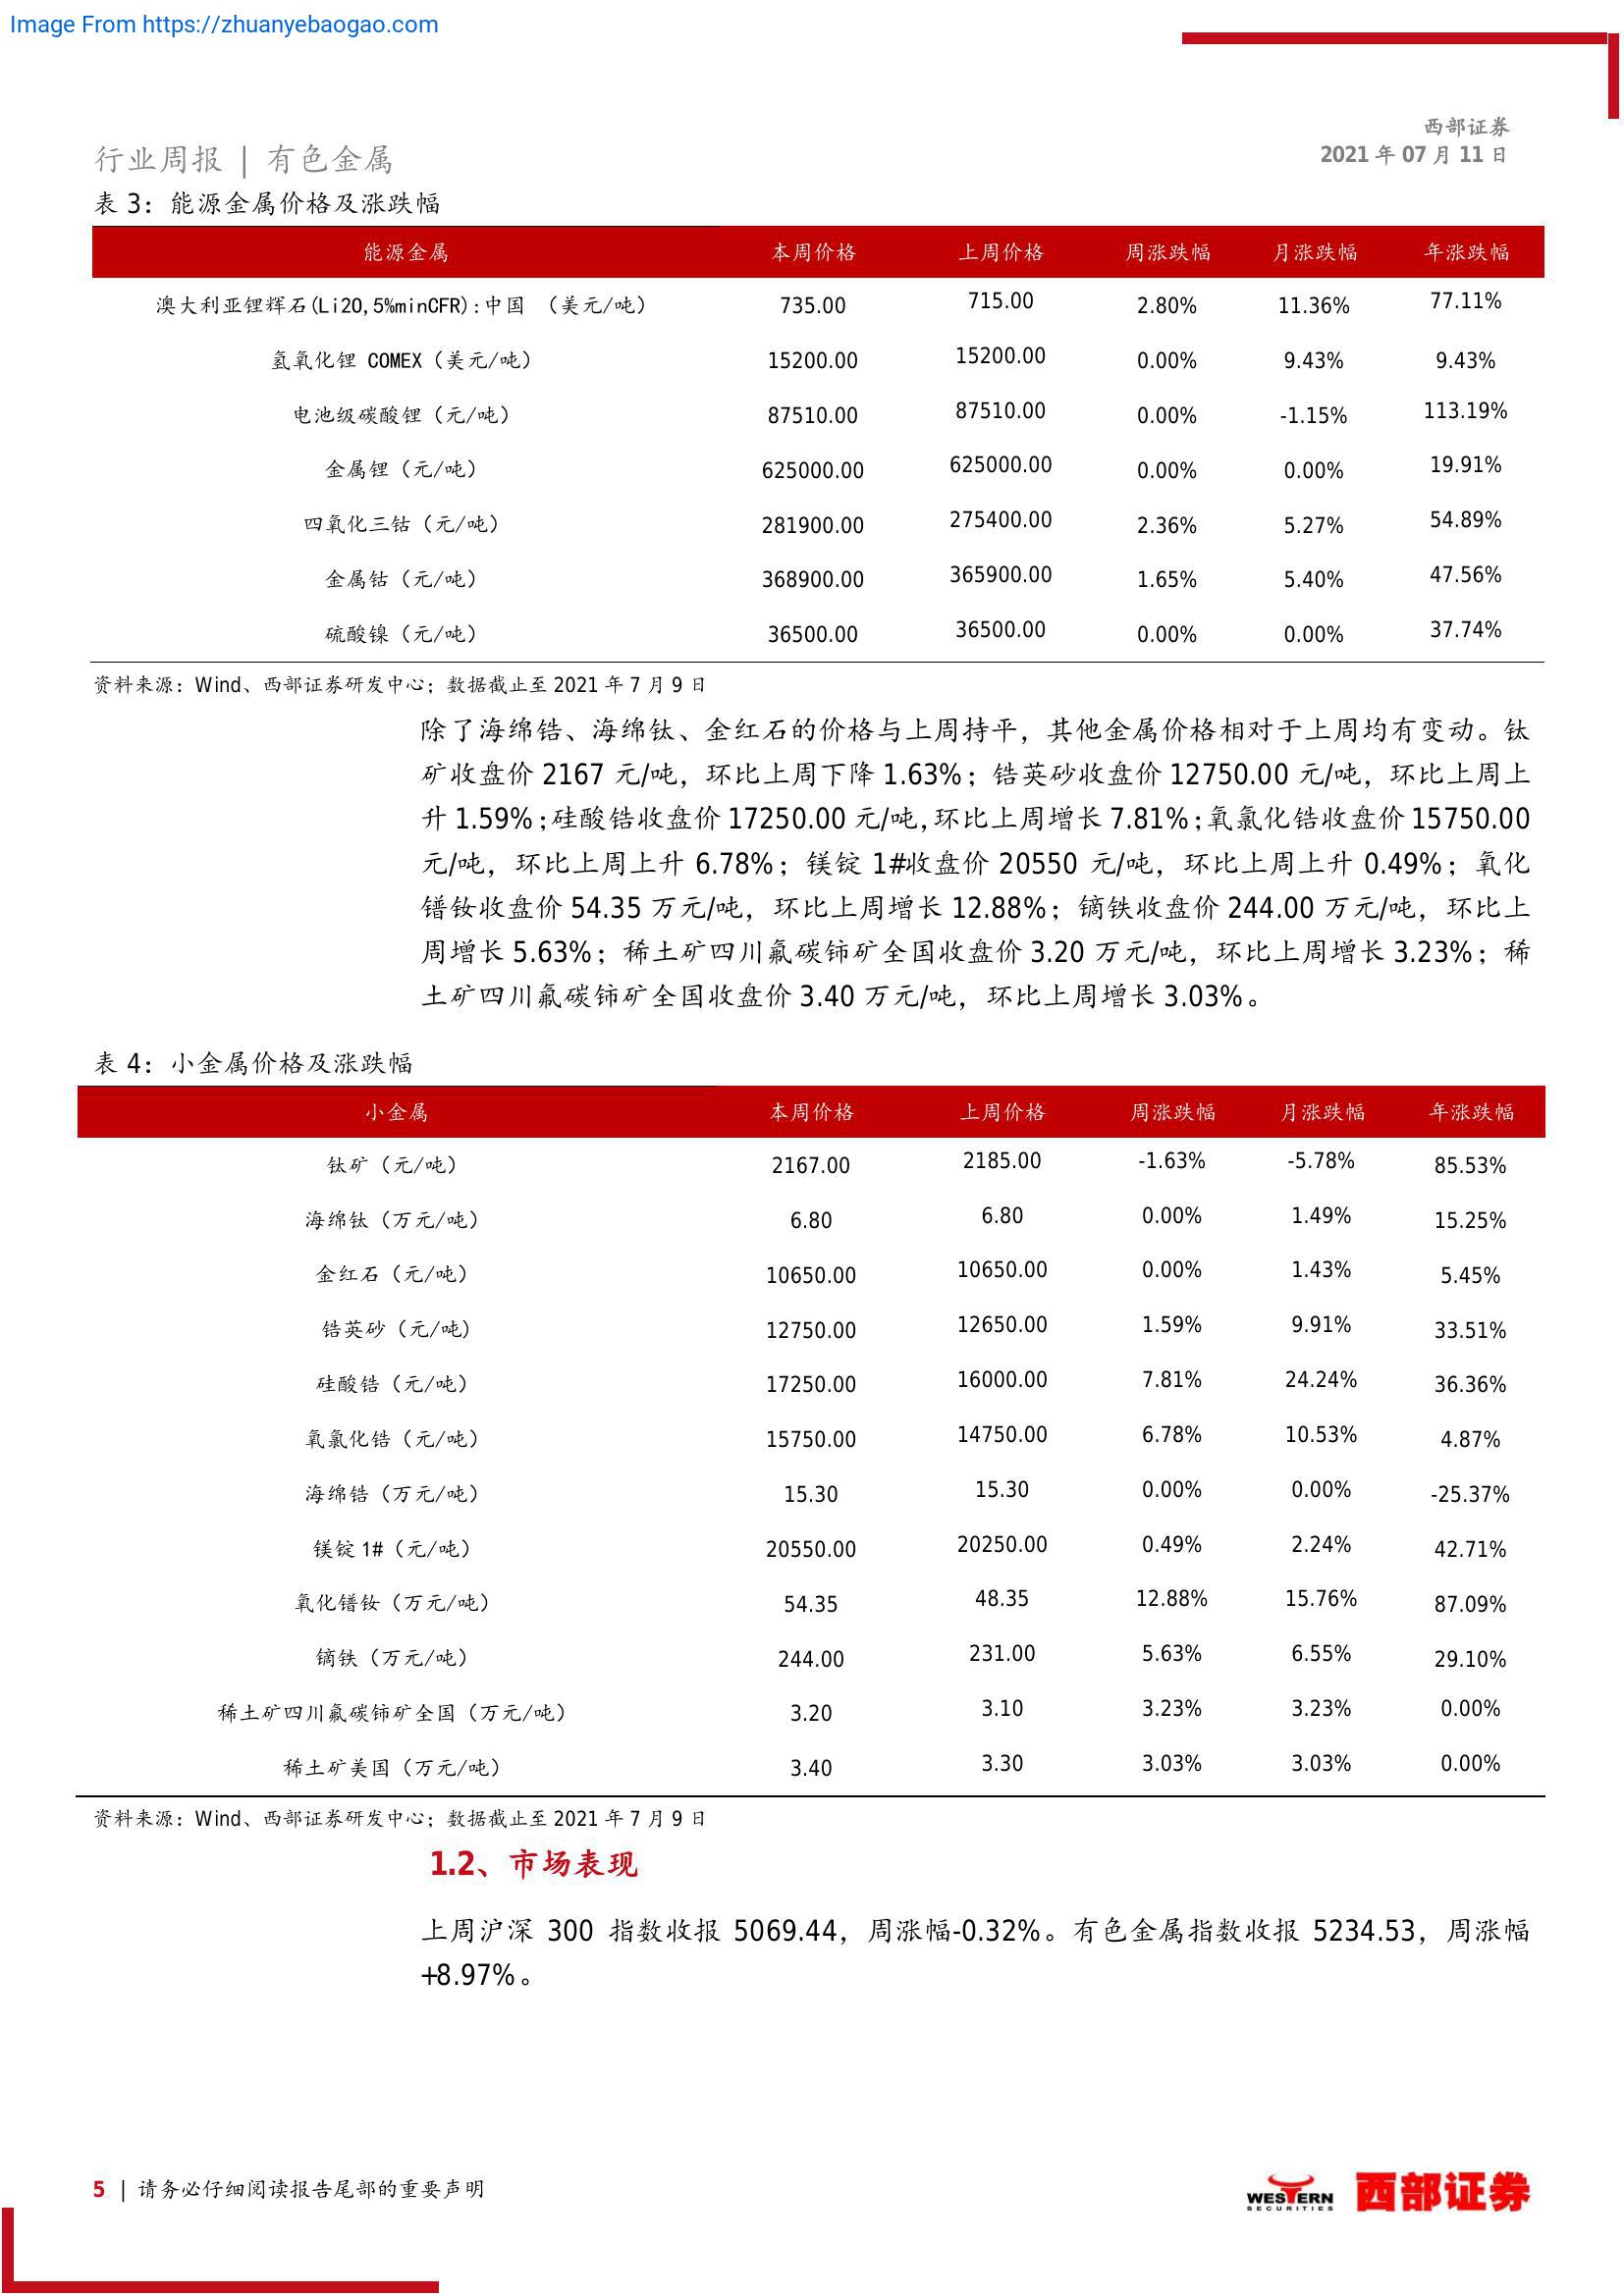 Image From https://zhuanyebaogao.com
西部证券
2021 年 07 月 11 日
行业周报 | 有色金属
表 3：能源金属价格及涨跌幅
能源金属 本周价格 上周价格 周涨跌幅 月涨跌幅 年涨跌幅
澳大利亚锂辉石(Li20,5%minCFR):中国 （美元/吨） 735.00 715.00 2.80% 11.36% 77.11%
氢氧化锂 COMEX（美元/吨） 15200.00 15200.00 0.00% 9.43% 9.43%
电池级碳酸锂（元/吨） 87510.00 87510.00 0.00% -1.15% 113.19%
金属锂（元/吨） 625000.00 625000.00 0.00% 0.00% 19.91%
四氧化三钴（元/吨） 281900.00 275400.00 2.36% 5.27% 54.89%
金属钴（元/吨） 368900.00 365900.00 1.65% 5.40% 47.56%
硫酸镍（元/吨） 36500.00 36500.00 0.00% 0.00% 37.74%
资料来源：Wind、西部证券研发中心；数据截止至 2021 年 7 月 9 日
除了海绵锆、海绵钛、金红石的价格与上周持平，其他金属价格相对于上周均有变动。钛
矿收盘价 2167 元/吨，环比上周下降 1.63%；锆英砂收盘价 12750.00 元/吨，环比上周上
升 1.59%；硅酸锆收盘价 17250.00 元/吨，环比上周增长 7.81%；氧氯化锆收盘价 15750.00
元/吨，环比上周上升 6.78%；镁锭 1#收盘价 20550 元/吨，环比上周上升 0.49%；氧化
镨钕收盘价 54.35 万元/吨，环比上周增长 12.88%；镝铁收盘价 244.00 万元/吨，环比上
周增长 5.63%；稀土矿四川氟碳铈矿全国收盘价 3.20 万元/吨，环比上周增长 3.23%；稀
土矿四川氟碳铈矿全国收盘价 3.40 万元/吨，环比上周增长 3.03%。
表 4：小金属价格及涨跌幅
小金属 本周价格 上周价格 周涨跌幅 月涨跌幅 年涨跌幅
钛矿（元/吨） 2167.00 2185.00 -1.63% -5.78% 85.53%
海绵钛（万元/吨） 6.80 6.80 0.00% 1.49% 15.25%
金红石（元/吨） 10650.00 10650.00 0.00% 1.43% 5.45%
锆英砂（元/吨） 12750.00 12650.00 1.59% 9.91% 33.51%
硅酸锆（元/吨） 17250.00 16000.00 7.81% 24.24% 36.36%
氧氯化锆（元/吨） 15750.00 14750.00 6.78% 10.53% 4.87%
海绵锆（万元/吨） 15.30 15.30 0.00% 0.00% -25.37%
镁锭 1#（元/吨） 20550.00 20250.00 0.49% 2.24% 42.71%
氧化镨钕（万元/吨） 54.35 48.35 12.88% 15.76% 87.09%
镝铁（万元/吨） 244.00 231.00 5.63% 6.55% 29.10%
稀土矿四川氟碳铈矿全国（万元/吨） 3.20 3.10 3.23% 3.23% 0.00%
稀土矿美国（万元/吨） 3.40 3.30 3.03% 3.03% 0.00%
资料来源：Wind、西部证券研发中心；数据截止至 2021 年 7 月 9 日
1.2、市场表现
上周沪深 300 指数收报 5069.44，周涨幅-0.32%。有色金属指数收报 5234.53，周涨幅
+8.97%。
5 | 请务必仔细阅读报告尾部的重要声明
WESTERN
SECURITIES
西部证券